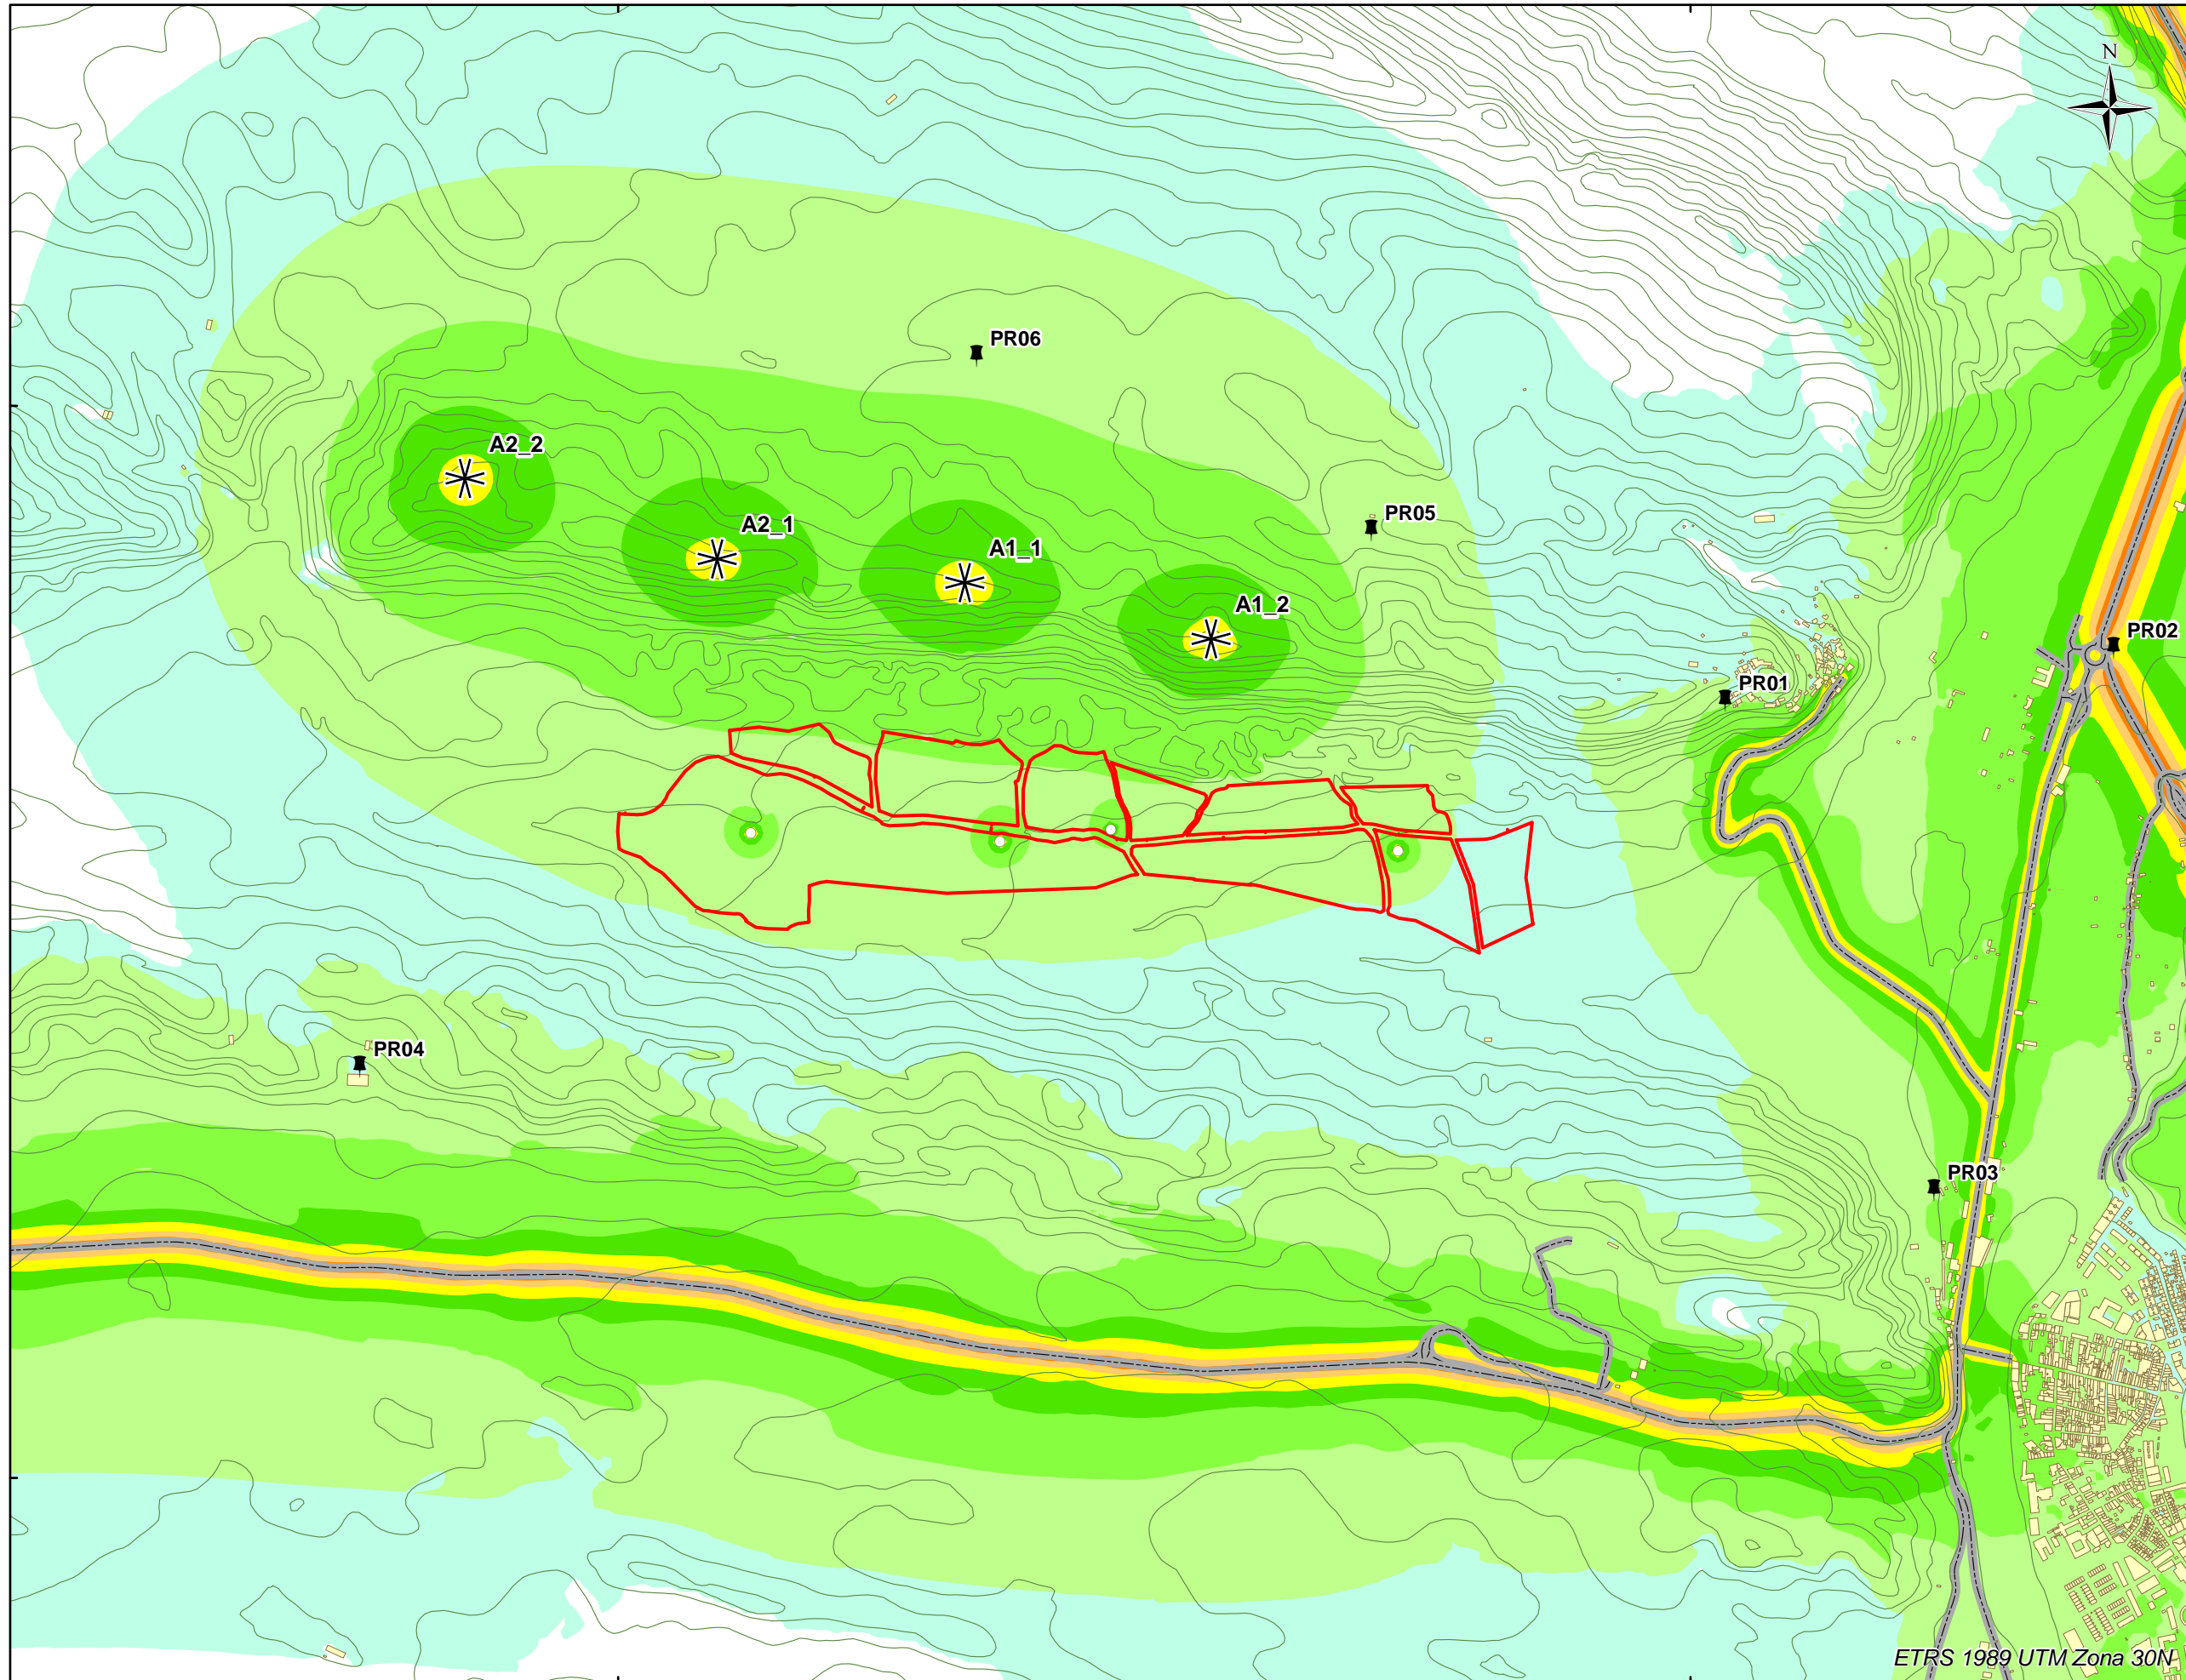 N
PR06
A2_2
PR05
A2_1
A1_1
A1_2
PR02
PR01
PR04
PR03
ETRS 1989 UTM Zona 30N